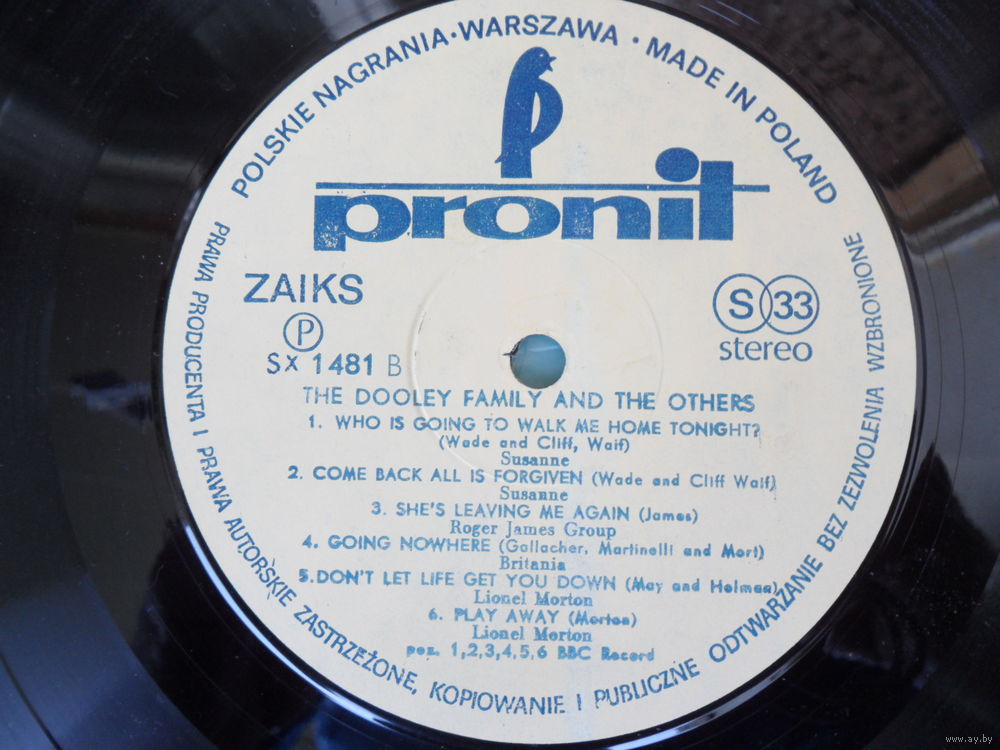 POLSKIE NAGRANIA·WARSZAWA · MADE IN POLAND
pronit
ZAIKS
P
SX 1481 B
S 33
stereo
THE DOOLEY FAMILY AND THE OTHERS
1. WHO IS GOING TO WALK ME HOME TONIGHT?
(Wade and Cliff, Waif)
Susanne
2. COME BACK ALL IS FORGIVEN (Wade and Cliff Waif)
Susanne
3. SHE'S LEAVING ME AGAIN (James)
Roger James Group
4. GOING NOWHERE (Gallacher, Martinelli and Mort)
Britania
5.DON'T LET LIFE GET YOU DOWN (May and Holman)
Lionel Morton
6. PLAY AWAY (Morton)
Lionel Morton
poz. 1,2,3,4,5,6 BBC Record
PRAWA PRODUCENTA I PRAWA AUTORSKIE ZASTRZEŻONE, KOPIOWANIE I PUBLICZNE ODTWARZANIE BEZ ZEZWOLENIA WZBRONIONE
www.ay.by